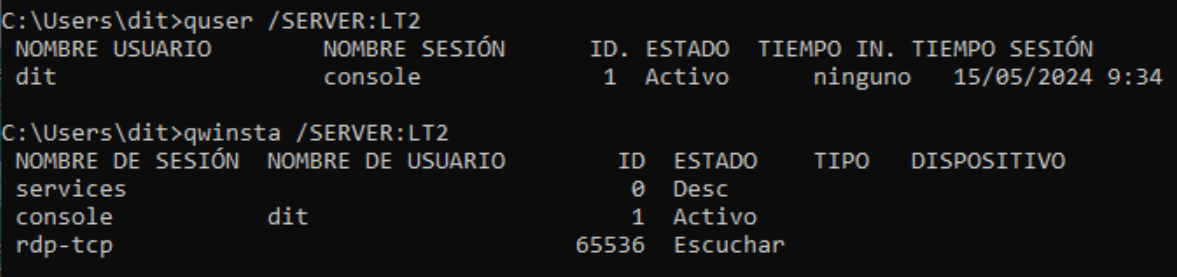 C:\Users\dit>quser /SERVER:LT2
NOMBRE USUARIO NOMBRE SESIÓN ID. ESTADO TIEMPO IN. TIEMPO SESIÓN
dit console 1 Activo ninguno 15/05/2024 9:34
C:\Users\dit>qwinsta /SERVER:LT2
NOMBRE DE SESIÓN NOMBRE DE USUARIO ID ESTADO TIPO DISPOSITIVO
services 0 Desc
console dit 1 Activo
rdp-tcp 65536 Escuchar